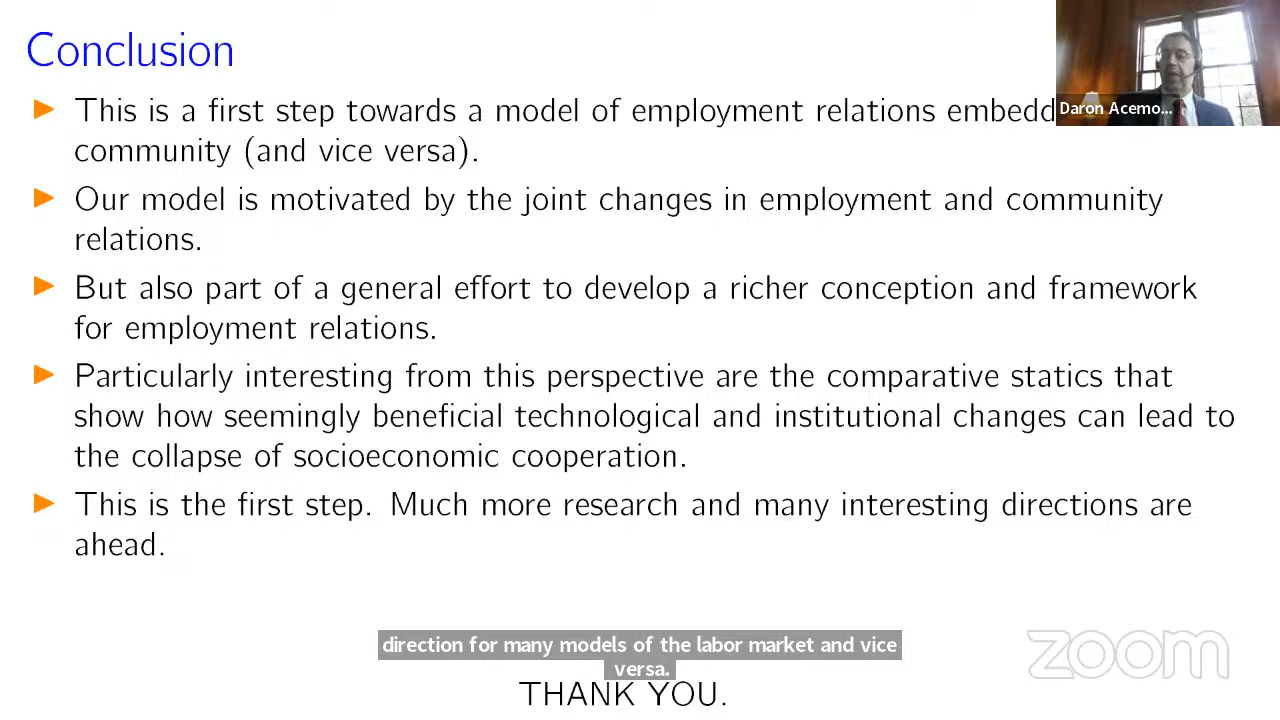 Conclusion
This is a first step towards a model of employment relations embedd
community (and vice versa).
Our model is motivated by the joint changes in employment and community
relations.
But also part of a general effort to develop a richer conception and framework
for employment relations.
Particularly interesting from this perspective are the comparative statics that
show how seemingly beneficial technological and institutional changes can lead to
the collapse of socioeconomic cooperation.
This is the first step. Much more research and many interesting directions are
ahead.
Daron Acemo...
direction for many models of the labor market and vice
versa.
zoom
THANK YOU.